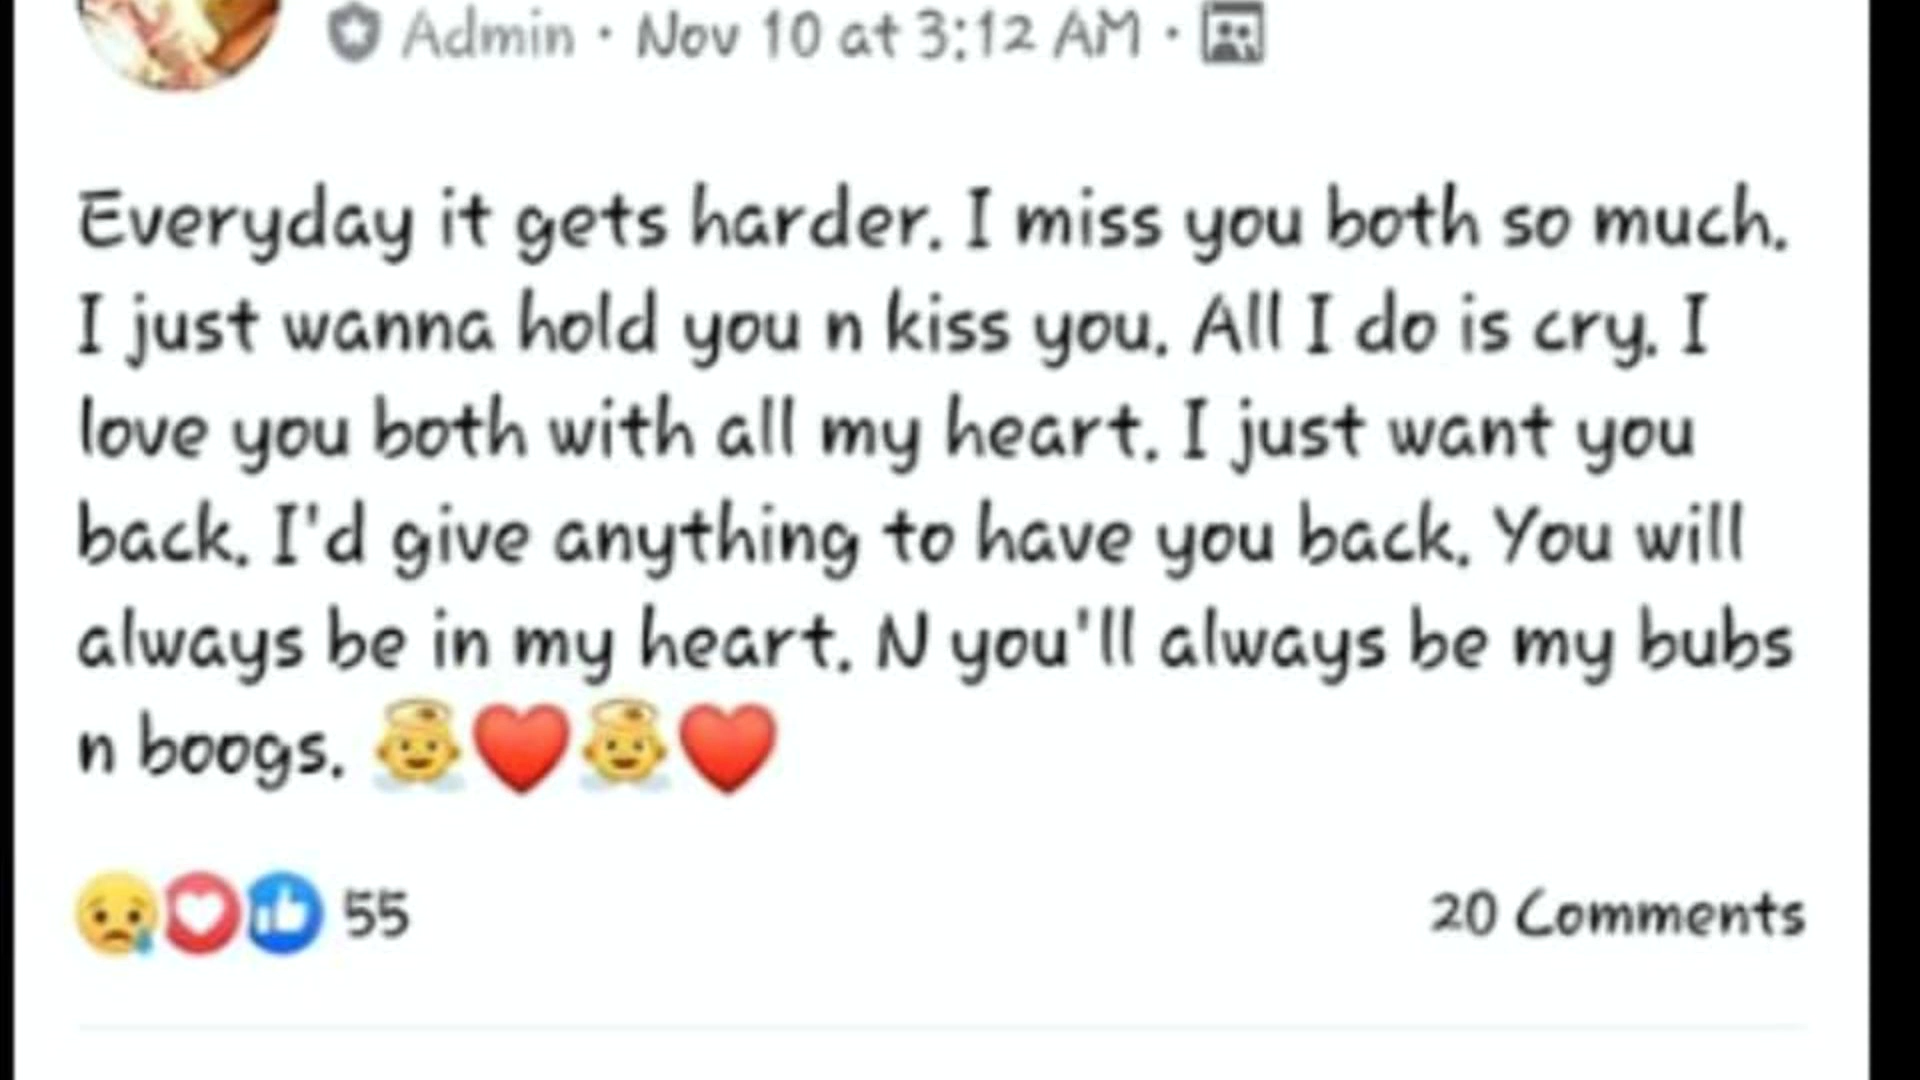 Admin · Nov 10 at 3:12 AM ·
Everyday it gets harder. I miss you both so much.
I just wanna hold you n kiss you. All I do is cry. I
love you both with all my heart. I just want you
back. I'd give anything to have you back. You will
always be in my heart. N you'll always be my bubs
n boogs. 👼❤️👼❤️
55
20 Comments